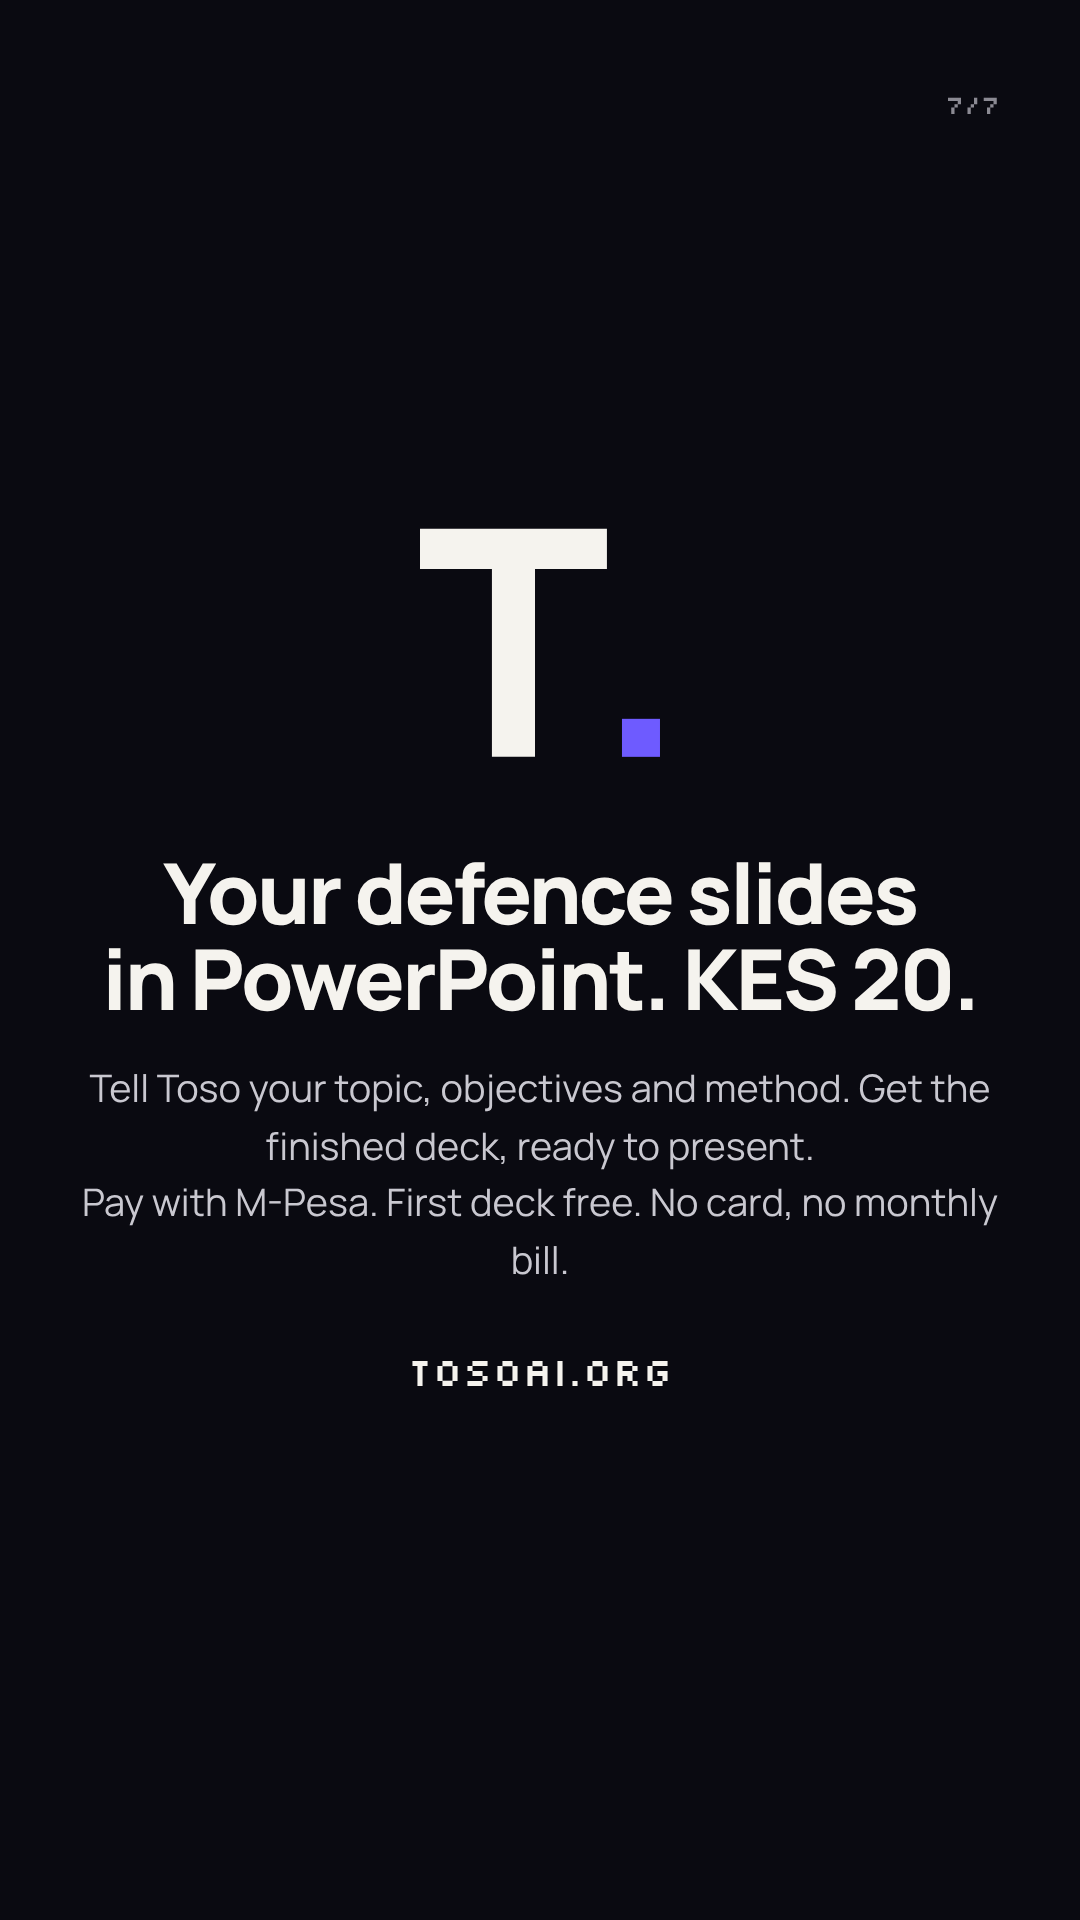 7/7
T.
Your defence slides
in PowerPoint. KES 20.
Tell Toso your topic, objectives and method. Get the
finished deck, ready to present.
Pay with M-Pesa. First deck free. No card, no monthly
bill.
TOSOAI.ORG